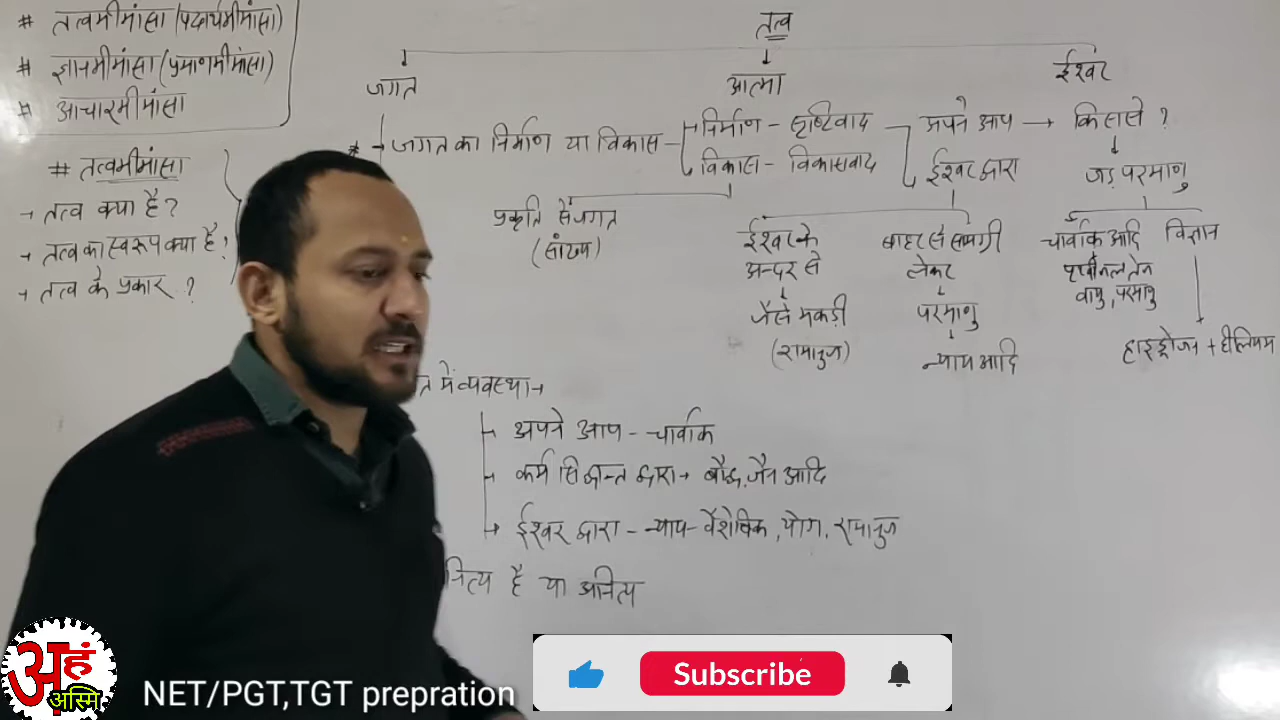 # तत्वमीमांसा (पदार्थमीमांसा)
# ज्ञानमीमांसा (प्रमाणमीमांसा)
# आचारमीमांसा
# तत्वमीमांसा
→ तत्व क्या है?
→ तत्व का स्वरूप क्या है?
→ तत्व के प्रकार ?
तत्व
जगत
आत्मा
ईश्वर
→ जगत का निर्माण या विकास
निर्माण - सृष्टिवाद
विकास - विकासवाद
अपने आप → किससे ?
ईश्वर द्वारा
जड़ परमाणु
प्रकृति से जगत
(सांख्य)
ईश्वर के
अन्दर से
जैसे मकड़ी
(रामानुज)
बाहर से सामग्री
लेकर
परमाणु
न्याय आदि
चार्वाक आदि
विज्ञान
वायु, परमाणु
हाइड्रोजन + हीलियम
में व्यवस्था →
अपने आप - चार्वाक
कर्म सिद्धान्त द्वारा → बौद्ध, जैन आदि
ईश्वर द्वारा - न्याय - वैशेषिक, योग, रामानुज
नित्य है या अनित्य
अहं
अस्मि
NET/PGT,TGT prepration
Subscribe